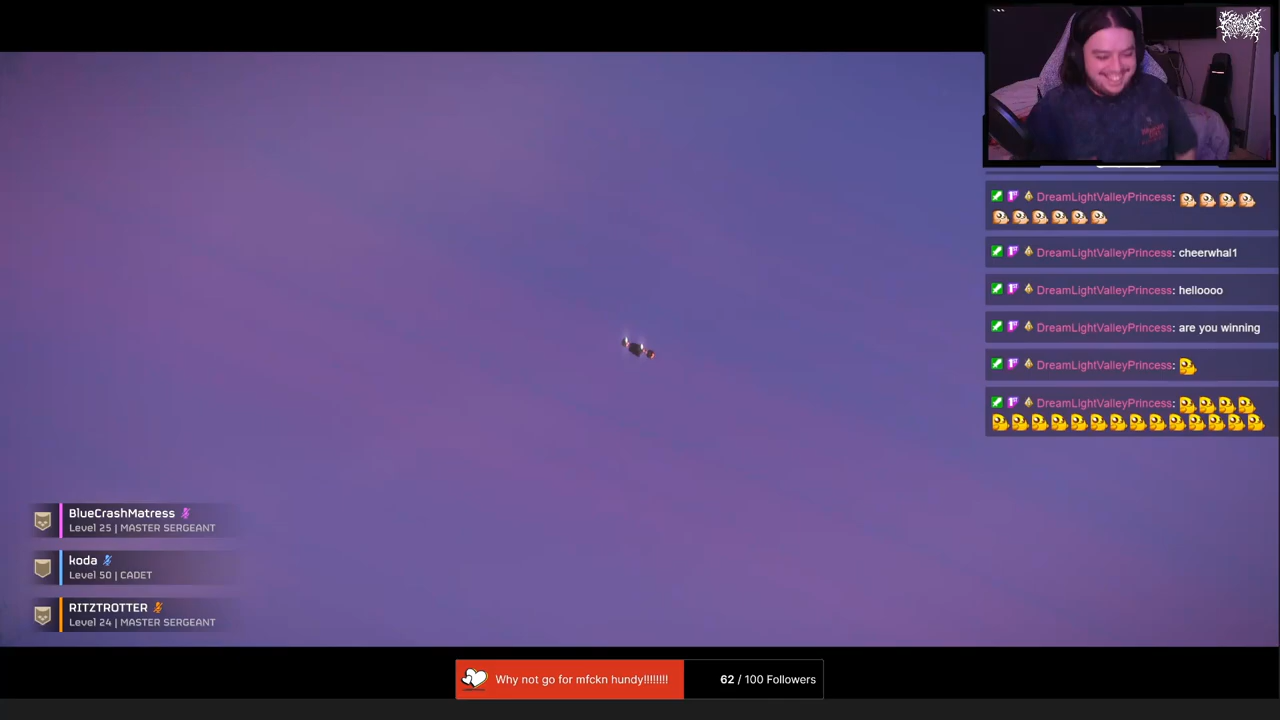 DreamLightValleyPrincess:
DreamLightValleyPrincess: cheerwhal1
DreamLightValleyPrincess: helloooo
DreamLightValleyPrincess: are you winning
DreamLightValleyPrincess:
DreamLightValleyPrincess:
BlueCrashMatress
Level 25 | MASTER SERGEANT
koda
Level 50 | CADET
RITZTROTTER
Level 24 | MASTER SERGEANT
Why not go for mfckn hundy!!!!!!!! 62 / 100 Followers